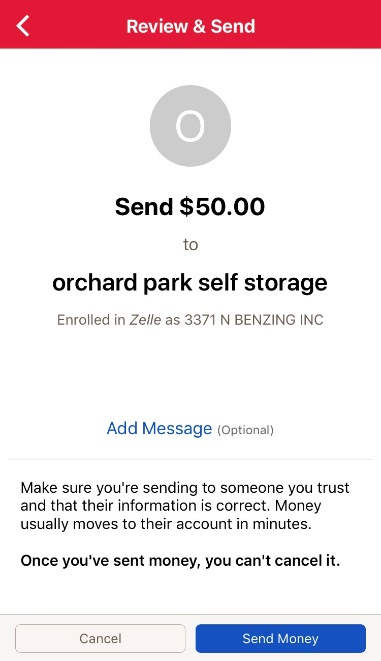 Review & Send
O
Send $50.00
to
orchard park self storage
Enrolled in Zelle as 3371 N BENZING INC
Add Message (Optional)
Make sure you're sending to someone you trust
and that their information is correct. Money
usually moves to their account in minutes.
Once you've sent money, you can't cancel it.
Cancel
Send Money